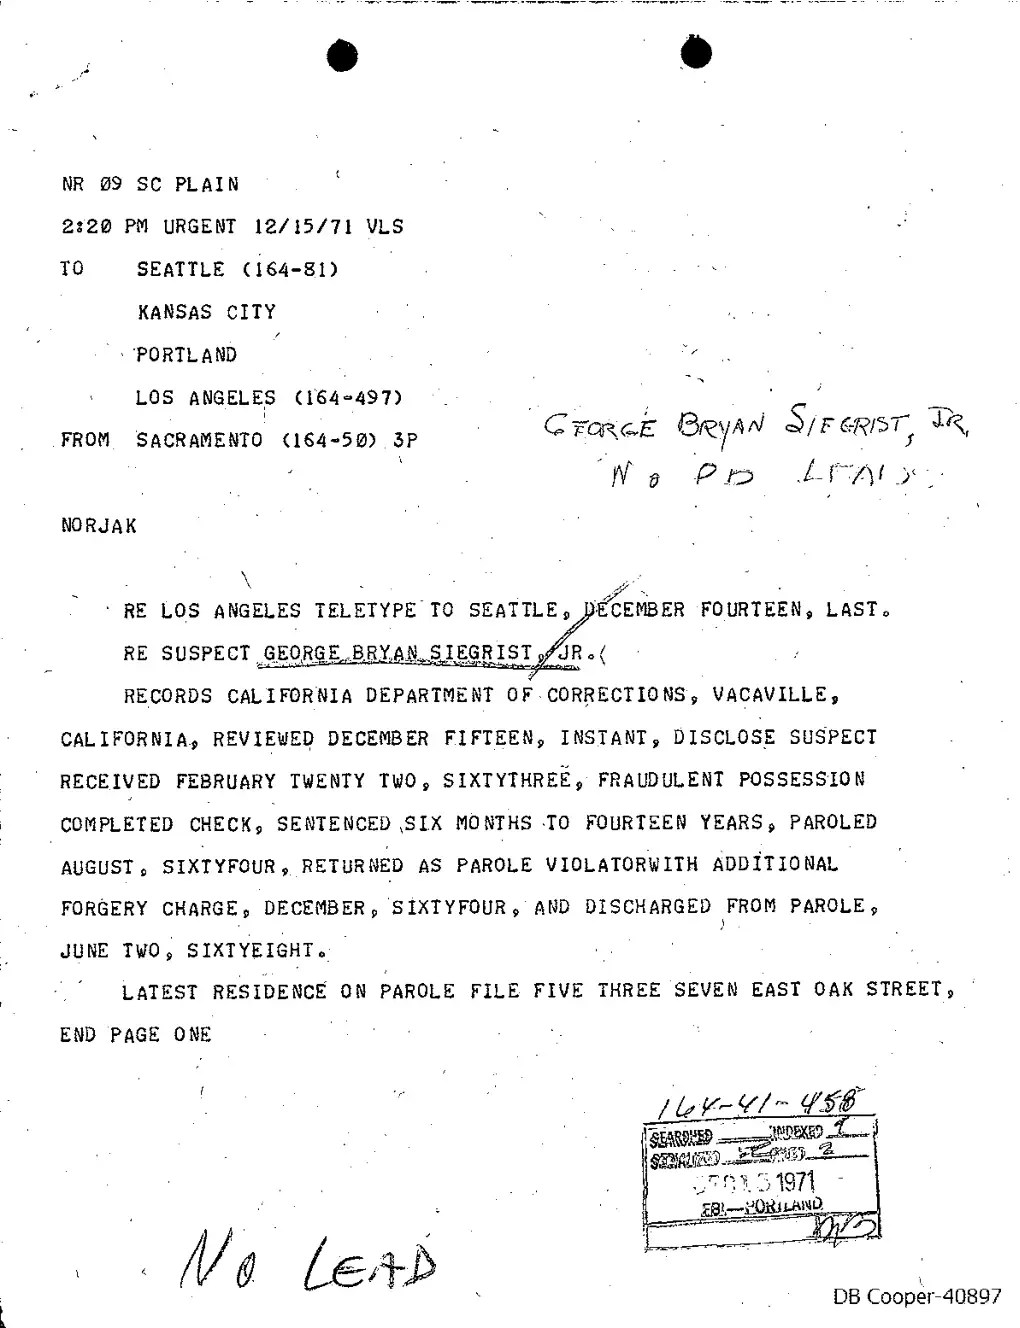 NR 09 SC PLAIN
2:20 PM URGENT 12/15/71 VLS
TO SEATTLE (164-81)
KANSAS CITY
PORTLAND
LOS ANGELES (164-497)
FROM SACRAMENTO (164-50) 3P
GEORGE BRYAN SIEGRIST, JR.
NO PD LEADS
NORJAK
RE LOS ANGELES TELETYPE TO SEATTLE, DECEMBER FOURTEEN, LAST.
RE SUSPECT GEORGE BRYAN SIEGRIST, JR.
RECORDS CALIFORNIA DEPARTMENT OF CORRECTIONS, VACAVILLE,
CALIFORNIA, REVIEWED DECEMBER FIFTEEN, INSTANT, DISCLOSE SUSPECT
RECEIVED FEBRUARY TWENTY TWO, SIXTYTHREE, FRAUDULENT POSSESSION
COMPLETED CHECK, SENTENCED SIX MONTHS TO FOURTEEN YEARS, PAROLED
AUGUST, SIXTYFOUR, RETURNED AS PAROLE VIOLATORWITH ADDITIONAL
FORGERY CHARGE, DECEMBER, SIXTYFOUR, AND DISCHARGED FROM PAROLE,
JUNE TWO, SIXTYEIGHT.
LATEST RESIDENCE ON PAROLE FILE FIVE THREE SEVEN EAST OAK STREET,
END PAGE ONE
164-41-458
SEARCHED INDEXED
SERIALIZED FILED
1971
FBI—PORTLAND
No LEAD
DB Cooper-40897